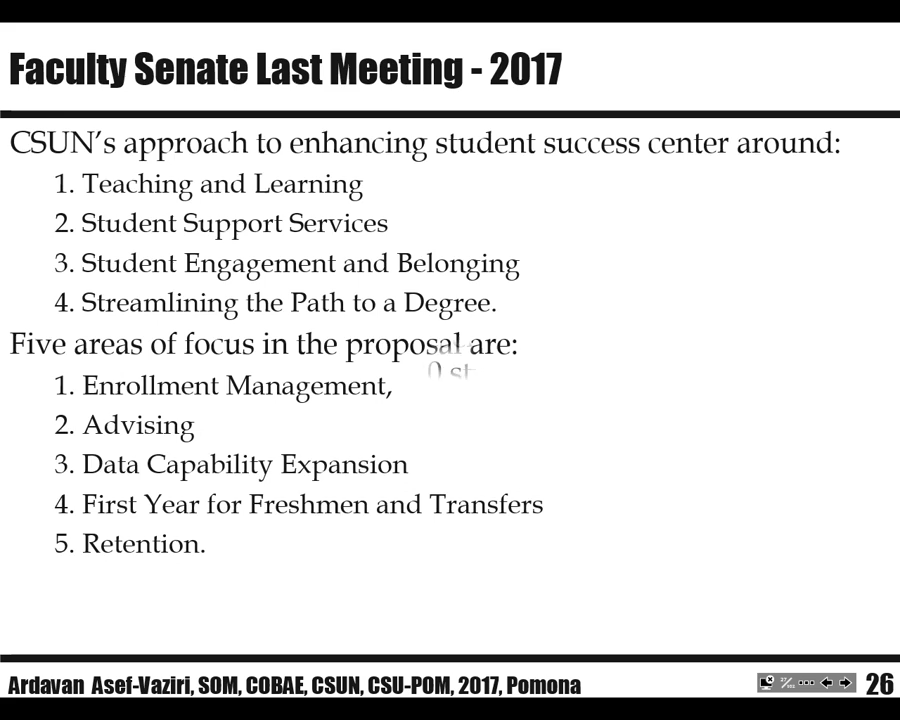 Faculty Senate Last Meeting - 2017
CSUN's approach to enhancing student success center around:
1. Teaching and Learning
2. Student Support Services
3. Student Engagement and Belonging
4. Streamlining the Path to a Degree.
Five areas of focus in the proposal are:
1. Enrollment Management,
2. Advising
3. Data Capability Expansion
4. First Year for Freshmen and Transfers
5. Retention.
Ardavan Asef-Vaziri, SOM, COBAE, CSUN, CSU-POM, 2017, Pomona
26